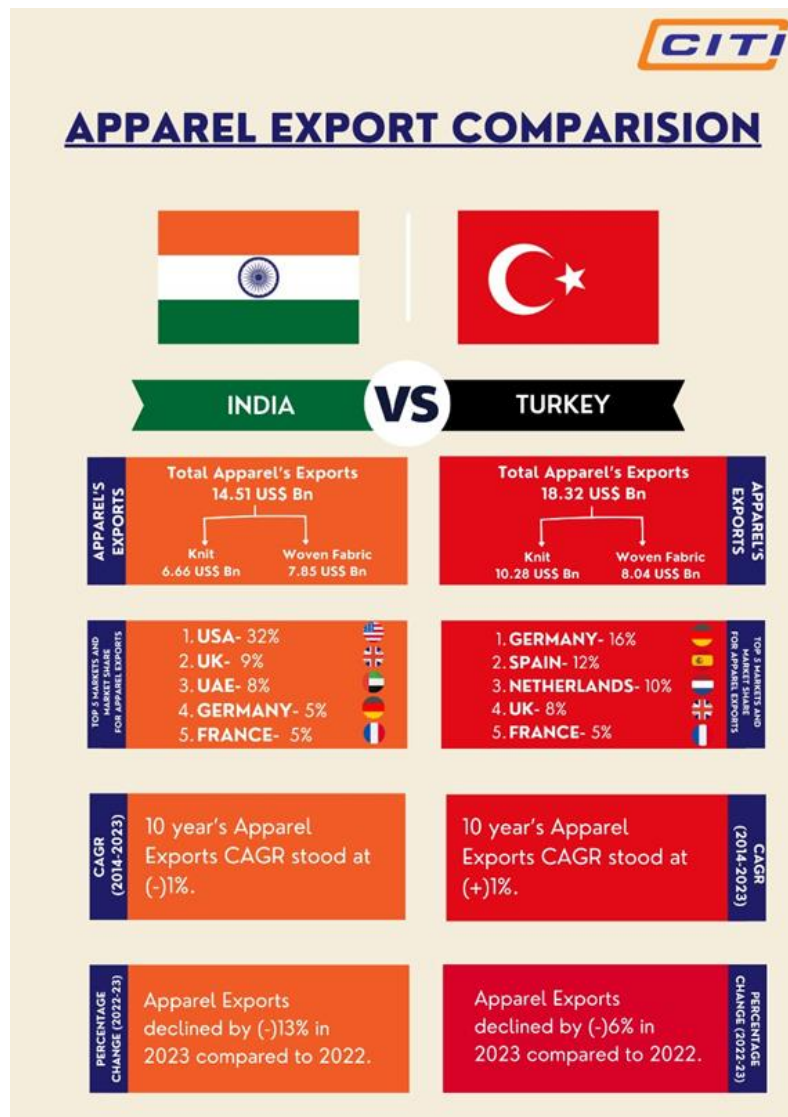 CITI
APPAREL EXPORT COMPARISION
INDIA
VS
TURKEY
APPAREL'S
EXPORTS
Total Apparel's Exports
14.51 US$ Bn
Knit
6.66 US$ Bn
Woven Fabric
7.85 US$ Bn
Total Apparel's Exports
18.32 US$ Bn
Knit
10.28 US$ Bn
Woven Fabric
8.04 US$ Bn
APPAREL'S
EXPORTS
TOP 5 MARKETS AND
MARKET SHARE
FOR APPAREL EXPORTS
1. USA- 32%
2. UK- 9%
3. UAE- 8%
4. GERMANY- 5%
5. FRANCE- 5%
1. GERMANY- 16%
2. SPAIN- 12%
3. NETHERLANDS- 10%
4. UK- 8%
5. FRANCE- 5%
TOP 5 MARKETS AND
MARKET SHARE
FOR APPAREL EXPORTS
CAGR
(2014-2023)
10 year's Apparel
Exports CAGR stood at
(-)1%.
10 year's Apparel
Exports CAGR stood at
(+)1%.
CAGR
(2014-2023)
PERCENTAGE
CHANGE (2022-23)
Apparel Exports
declined by (-)13% in
2023 compared to 2022.
Apparel Exports
declined by (-)6% in
2023 compared to 2022.
PERCENTAGE
CHANGE (2022-23)